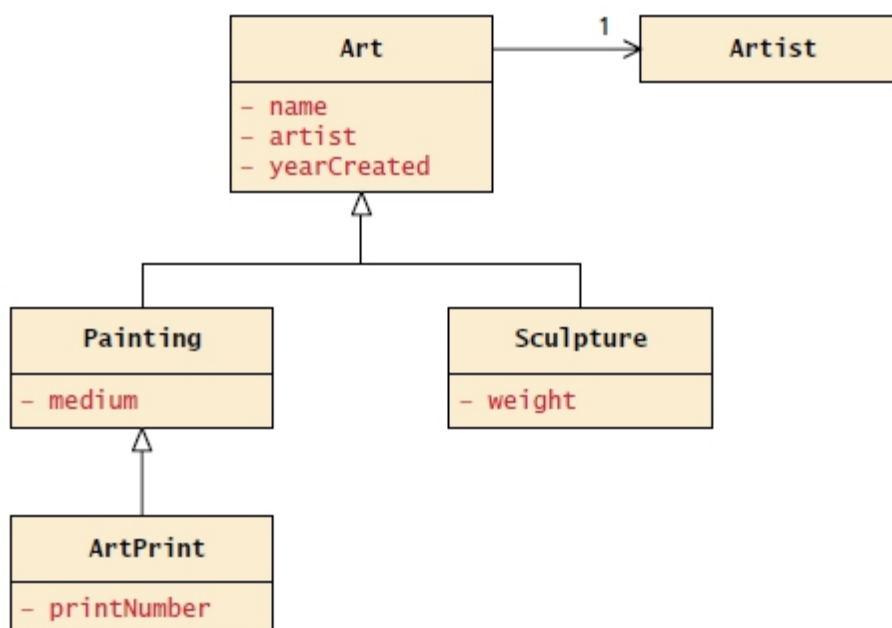 Art
1
Artist
– name
– artist
– yearCreated
Painting
Sculpture
– medium
– weight
ArtPrint
– printNumber